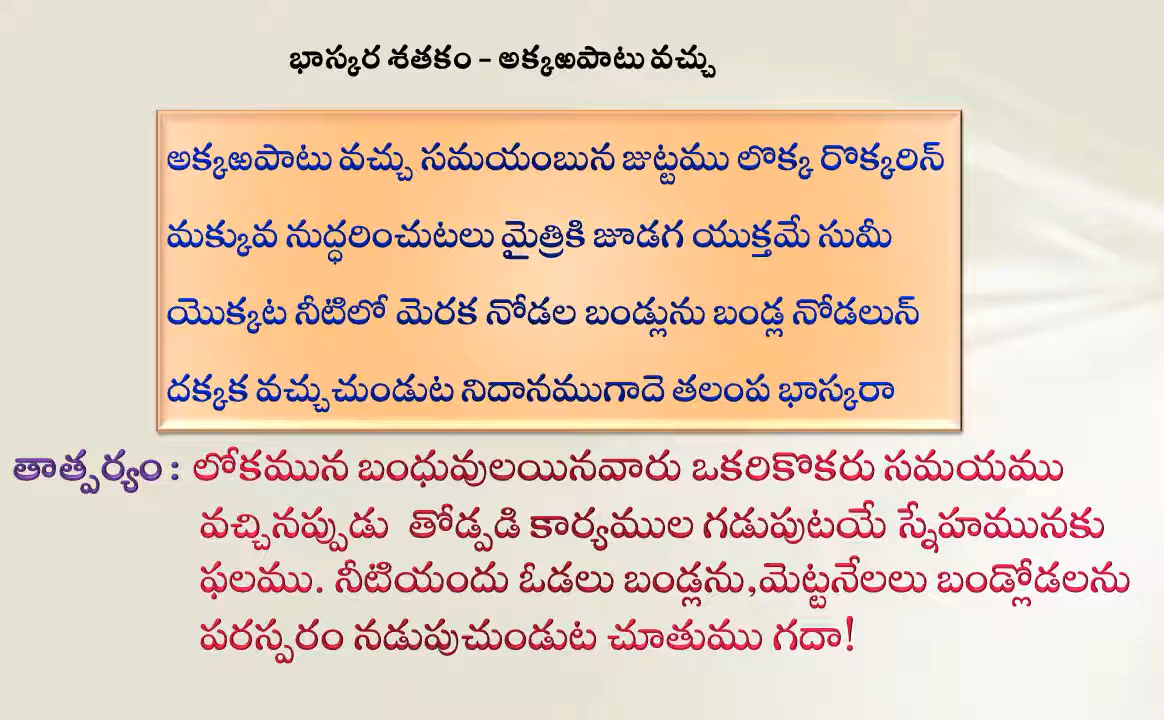 భాస్కర శతకం - అక్కఱపాటు వచ్చు
అక్కఱపాటు వచ్చు సమయంబున జుట్టము లొక్క రొక్కరిన్
మక్కువ నుద్ధరించుటలు మైత్రికి జూడగ యుక్తమే సుమీ
యొక్కట నీటిలో మెరక నోడల బండ్లును బండ్ల నోడలున్
దక్కక వచ్చుచుండుట నిదానముగాదె తలంప భాస్కరా
తాత్పర్యం : లోకమున బంధువులయినవారు ఒకరికొకరు సమయము
వచ్చినప్పుడు తోడ్పడి కార్యముల గడుపుటయే స్నేహమునకు
ఫలము. నీటియందు ఓడలు బండ్లను,మెట్టనేలలు బండ్లోడలను
పరస్పరం నడుపుచుండుట చూతుము గదా!